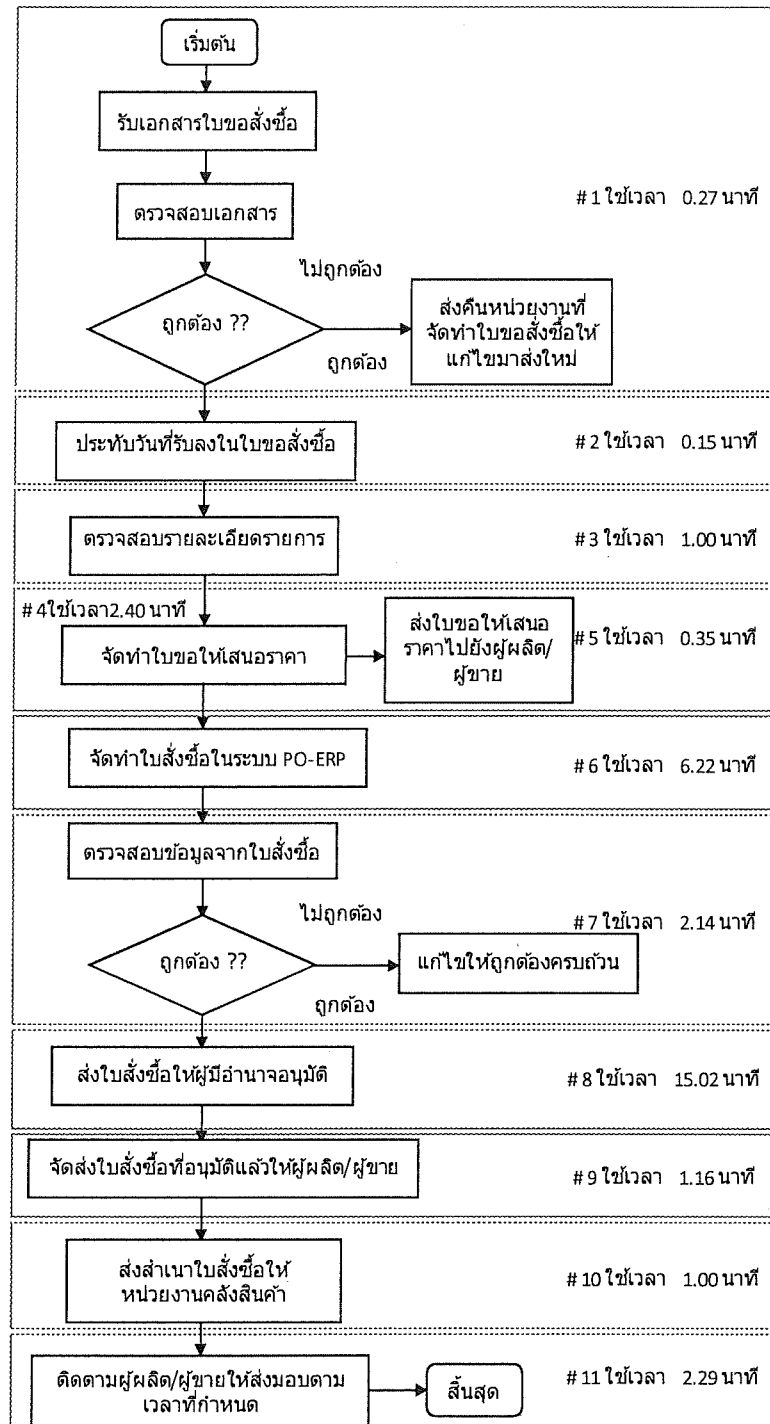 เริ่มต้น
รับเอกสารใบขอสั่งซื้อ
ตรวจสอบเอกสาร
# 1 ใช้เวลา 0.27 นาที
ไม่ถูกต้อง
ถูกต้อง ??
ถูกต้อง
ส่งคืนหน่วยงานที่
จัดทำใบขอสั่งซื้อให้
แก้ไขมาส่งใหม่
ประทับวันที่รับลงในใบขอสั่งซื้อ
# 2 ใช้เวลา 0.15 นาที
ตรวจสอบรายละเอียดรายการ
# 3 ใช้เวลา 1.00 นาที
# 4ใช้เวลา2.40 นาที
จัดทำใบขอให้เสนอราคา
ส่งใบขอให้เสนอ
ราคาไปยังผู้ผลิต/
ผู้ขาย
# 5 ใช้เวลา 0.35 นาที
จัดทำใบสั่งซื้อในระบบ PO-ERP
# 6 ใช้เวลา 6.22 นาที
ตรวจสอบข้อมูลจากใบสั่งซื้อ
ไม่ถูกต้อง
# 7 ใช้เวลา 2.14 นาที
ถูกต้อง ??
แก้ไขให้ถูกต้องครบถ้วน
ถูกต้อง
ส่งใบสั่งซื้อให้ผู้มีอำนาจอนุมัติ
# 8 ใช้เวลา 15.02 นาที
จัดส่งใบสั่งซื้อที่อนุมัติแล้วให้ผู้ผลิต/ผู้ขาย
# 9 ใช้เวลา 1.16 นาที
ส่งสำเนาใบสั่งซื้อให้
หน่วยงานคลังสินค้า
# 10 ใช้เวลา 1.00 นาที
ติดตามผู้ผลิต/ผู้ขายให้ส่งมอบตาม
เวลาที่กำหนด
สิ้นสุด
# 11 ใช้เวลา 2.29 นาที